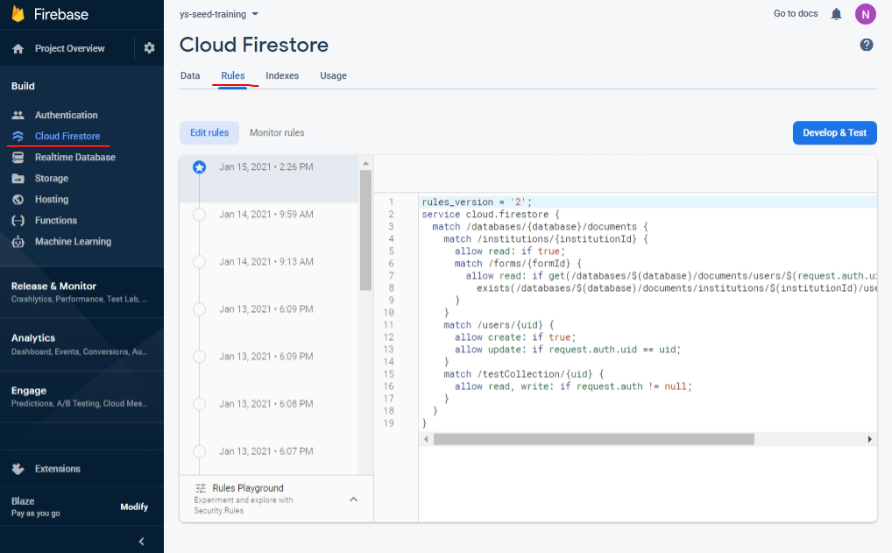 Firebase
Project Overview
Build
Authentication
Cloud Firestore
Realtime Database
Storage
Hosting
Functions
Machine Learning
Release & Monitor
Crashlytics, Performance, Test Lab, ...
Analytics
Dashboard, Events, Conversions, Au...
Engage
Predictions, A/B Testing, Cloud Mes...
Extensions
Blaze
Pay as you go
Modify
ys-seed-training
Go to docs
N
Cloud Firestore
Data Rules Indexes Usage
Edit rules Monitor rules
Develop & Test
Jan 15, 2021 • 2:26 PM
Jan 14, 2021 • 9:59 AM
Jan 14, 2021 • 9:13 AM
Jan 13, 2021 • 6:09 PM
Jan 13, 2021 • 6:09 PM
Jan 13, 2021 • 6:08 PM
Jan 13, 2021 • 6:07 PM
Rules Playground
Experiment and explore with
Security Rules
1 rules_version = '2';
2 service cloud.firestore {
3 match /databases/{database}/documents {
4 match /institutions/{institutionId} {
5 allow read: if true;
6 match /forms/{formId} {
7 allow read: if get(/databases/$(database)/documents/users/$(request.auth.ui
8 exists(/databases/$(database)/documents/institutions/$(institutionId)/use
9 }
10 }
11 match /users/{uid} {
12 allow create: if true;
13 allow update: if request.auth.uid == uid;
14 }
15 match /testCollection/{uid} {
16 allow read, write: if request.auth != null;
17 }
18 }
19 }